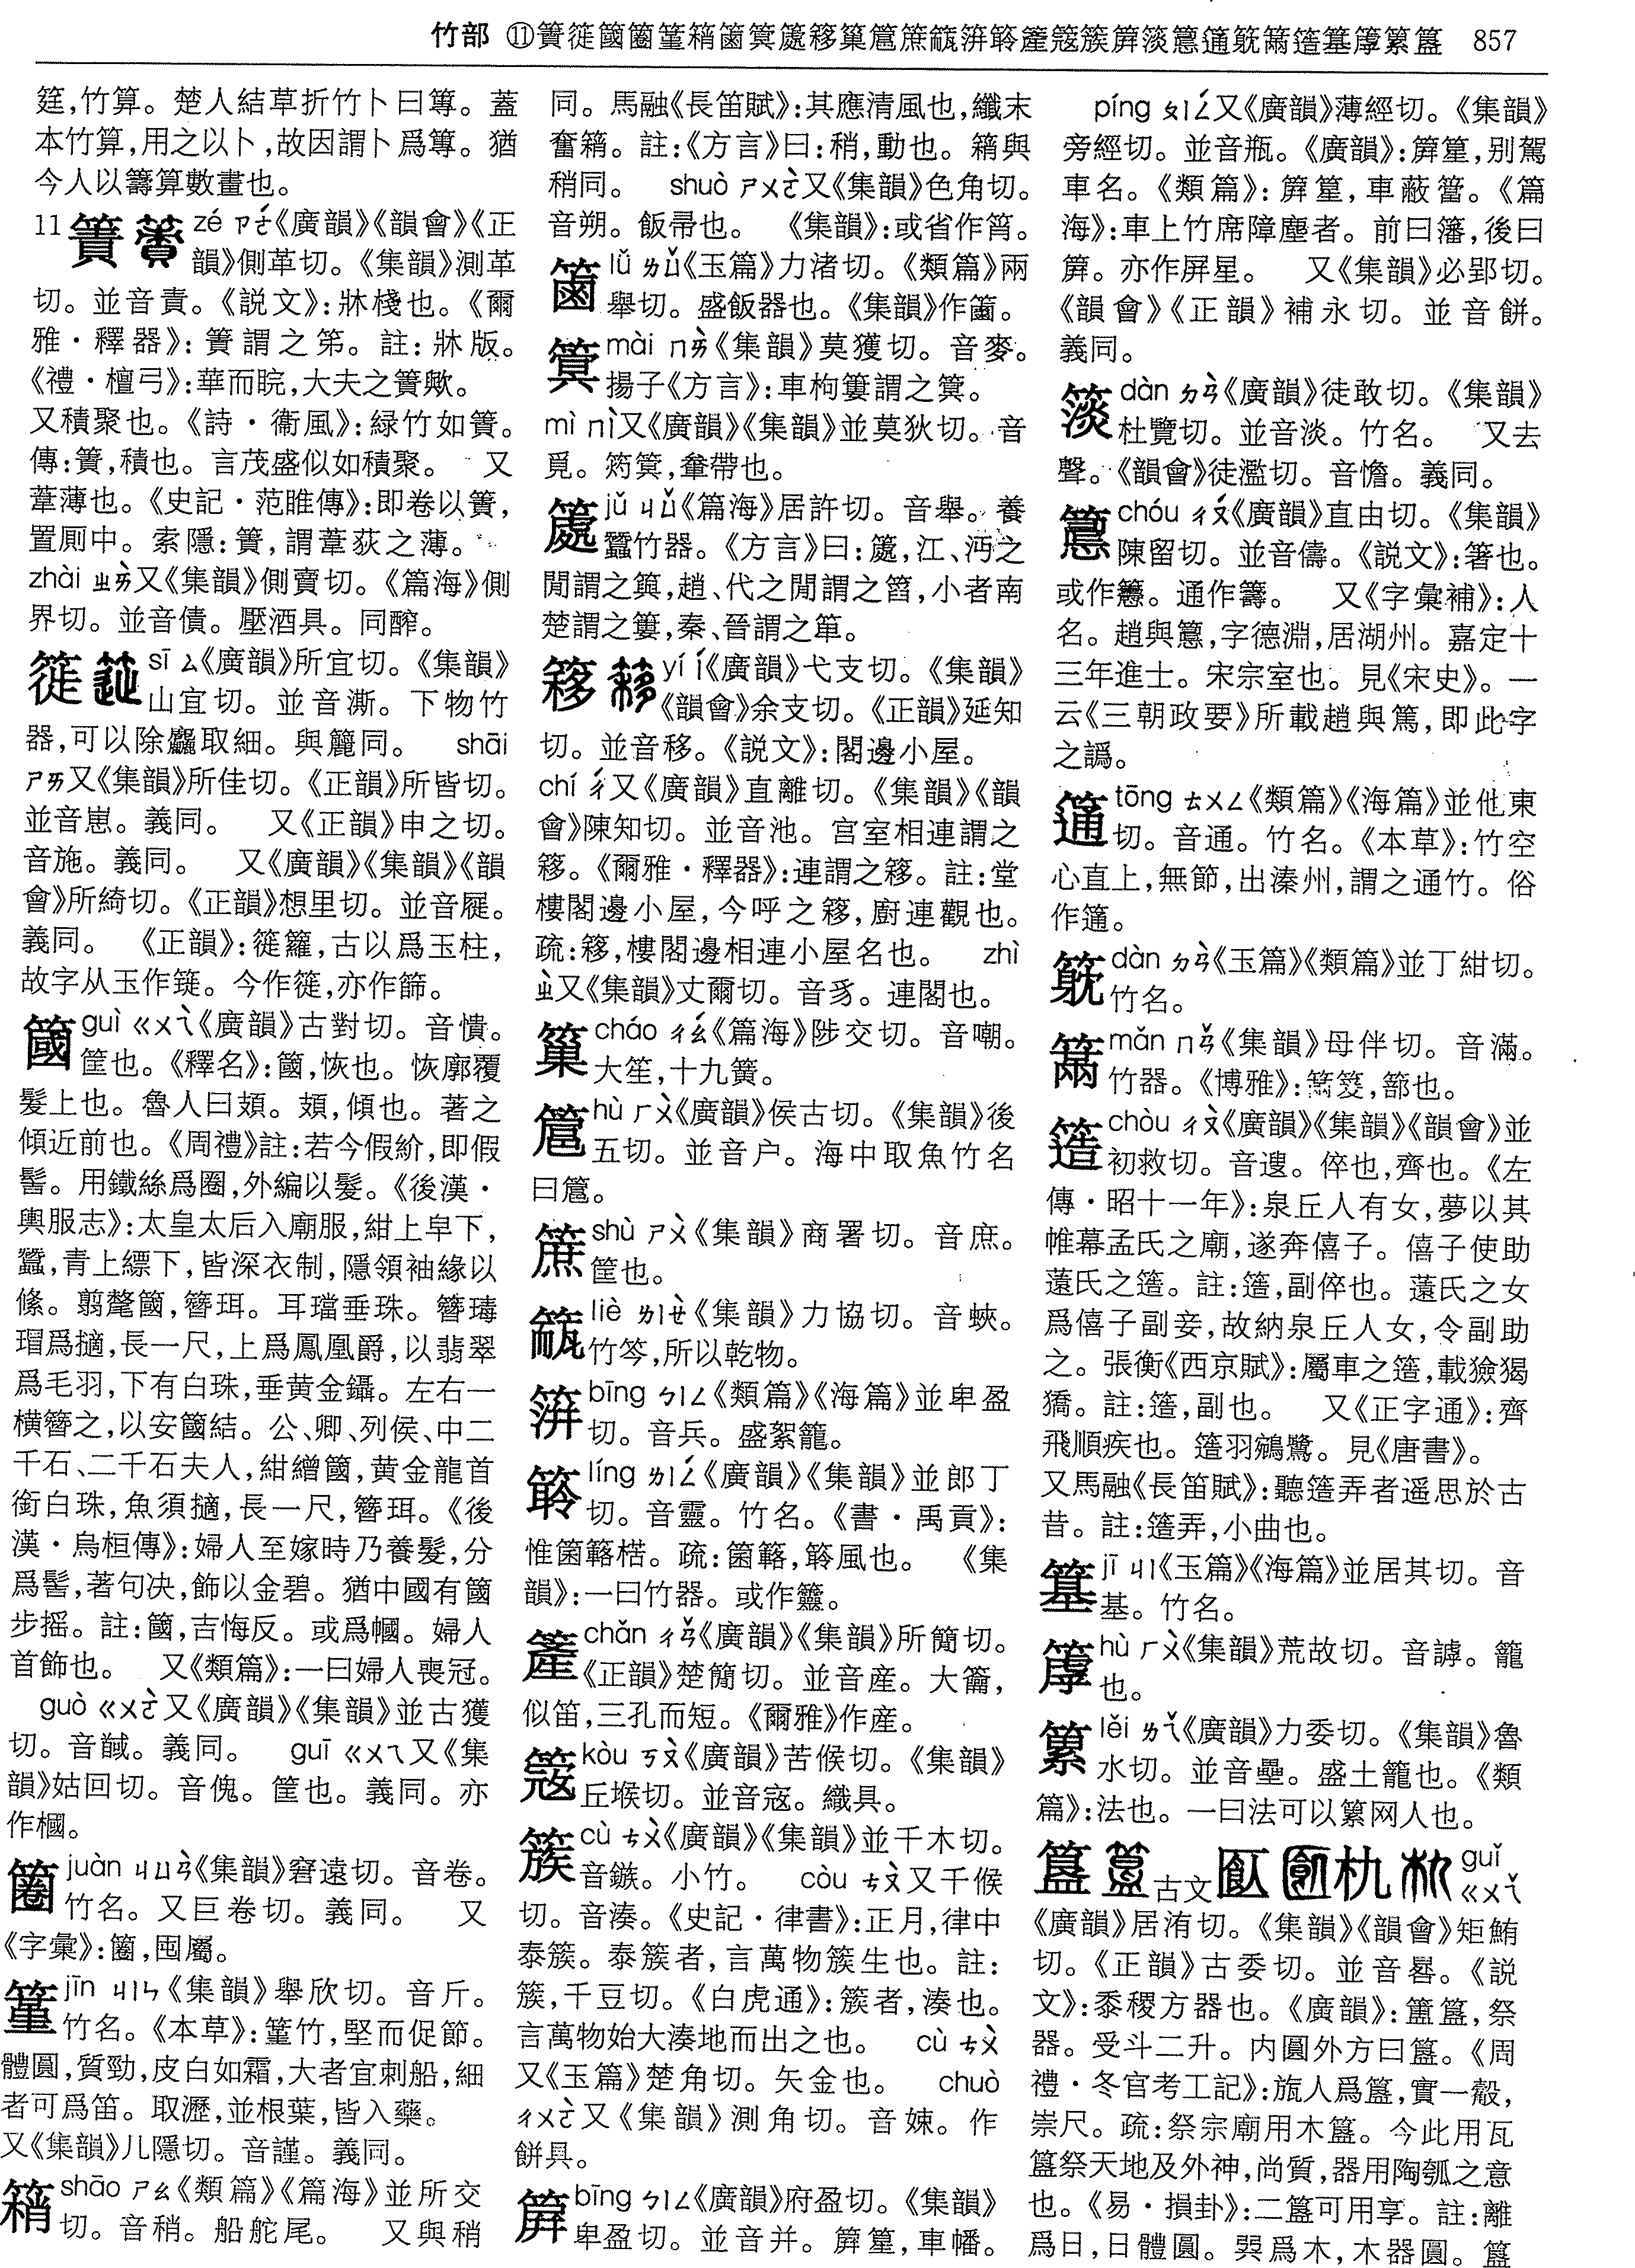 竹部 ⑪簀簁簂圈箽䈰䈲䉑簴簃䈫簄䉀䈳䈂䉁簅簆簇箳䉞䉜䈶䉉䉟簉䉅䉈䉂簋 857
筳,竹算。楚人結草折竹卜曰篿。蓋
本竹算,用之以卜,故因謂卜爲篿。猶
今人以籌算數畫也。
11 簀 zé ㄗㄜˊ《廣韻》《韻會》《正
韻》側革切。《集韻》測革
切。並音責。《説文》:牀棧也。《爾
雅·釋器》:簀謂之笫。註:牀版。
《禮·檀弓》:華而睆,大夫之簀歟。
又積聚也。《詩·衞風》:緑竹如簀。
傳:簀,積也。言茂盛似如積聚。 又
葦薄也。《史記·范睢傳》:即卷以簀,
置厠中。索隱:簀,謂葦荻之薄。
zhài ㄓㄞˋ又《集韻》側賣切。《篇海》側
界切。並音債。壓酒具。同醡。
簁 sī ㄙ《廣韻》所宜切。《集韻》
山宜切。並音澌。下物竹
器,可以除麤取細。與籭同。 shāi
ㄕㄞ又《集韻》所佳切。《正韻》所皆切。
並音崽。義同。 又《正韻》申之切。
音施。義同。 又《廣韻》《集韻》《韻
會》所綺切。《正韻》想里切。並音屣。
義同。 《正韻》:簁籮,古以爲玉柱,
故字从玉作。今作簁,亦作篩。
簂 guì ㄍㄨㄟˋ《廣韻》古對切。音憒。
筐也。《釋名》:簂,恢也。恢廓覆
髮上也。魯人曰頍。頍,傾也。著之
傾近前也。《周禮》註:若今假紒,即假
髻。用鐵絲爲圈,外編以髮。《後漢·
輿服志》:太皇太后入廟服,紺上皁下,
蠶,青上縹下,皆深衣制,隱領袖緣以
絛。翦氂簂,簪珥。耳璫垂珠。簪瑇
瑁爲擿,長一尺,上爲鳳凰爵,以翡翠
爲毛羽,下有白珠,垂黄金鑷。左右一
横簪之,以安簂結。公、卿、列侯、中二
千石、二千石夫人,紺繒簂,黄金龍首
銜白珠,魚須擿,長一尺,簪珥。《後
漢·烏桓傳》:婦人至嫁時乃養髮,分
爲髻,著句决,飾以金碧。猶中國有簂
步摇。註:簂,吉悔反。或爲幗。婦人
首飾也。 又《類篇》:一曰婦人喪冠。
guò ㄍㄨㄛˋ又《廣韻》《集韻》並古獲
切。音馘。義同。 guī ㄍㄨㄟ又《集
韻》姑回切。音傀。筐也。義同。亦
作槶。
juàn ㄐㄩㄢˋ《集韻》窘遠切。音卷。
竹名。又巨卷切。義同。 又
《字彙》:,囤屬。
jīn ㄐㄧㄣ《集韻》舉欣切。音斤。
竹名。《本草》:竹,堅而促節。
體圓,質勁,皮白如霜,大者宜刺船,細
者可爲笛。取瀝,並根葉,皆入藥。
又《集韻》儿隱切。音謹。義同。
shāo ㄕㄠ《類篇》《篇海》並所交
切。音稍。船舵尾。 又與稍
同。馬融《長笛賦》:其應清風也,纖末
奮䈰。註:《方言》曰:稍,動也。䈰與
稍同。 shuò ㄕㄨㄛˋ又《集韻》色角切。
音朔。飯帚也。 《集韻》:或省作筲。
lǔ ㄌㄩˇ《玉篇》力渚切。《類篇》兩
舉切。盛飯器也。《集韻》作。
mài ㄇㄞˋ《集韻》莫獲切。音麥。
揚子《方言》:車枸簍謂之。
mì ㄇㄧˋ又《廣韻》《集韻》並莫狄切。音
覓。,軬帶也。
jǔ ㄐㄩˇ《篇海》居許切。音舉。養
蠶竹器。《方言》曰:,江、沔之
閒謂之籅,趙、代之閒謂之筥,小者南
楚謂之簍,秦、晉謂之箄。
簃 yí ㄧˊ《廣韻》弋支切。《集韻》
《韻會》余支切。《正韻》延知
切。並音移。《説文》:閣邊小屋。
chí ㄔˊ又《廣韻》直離切。《集韻》《韻
會》陳知切。並音池。宫室相連謂之
簃。《爾雅·釋器》:連謂之簃。註:堂
樓閣邊小屋,今呼之簃,廚連觀也。
疏:簃,樓閣邊相連小屋名也。 zhì
ㄓˋ又《集韻》丈爾切。音豸。連閣也。
cháo ㄔㄠˊ《篇海》陟交切。音嘲。
大笙,十九簧。
簄 hù ㄏㄨˋ《廣韻》侯古切。《集韻》後
五切。並音户。海中取魚竹名
曰簄。
shù ㄕㄨˋ《集韻》商署切。音庶。
筐也。
liè ㄌㄧㄝˋ《集韻》力協切。音蛺。
竹笒,所以乾物。
bīng ㄅㄧㄥ《類篇》《海篇》並卑盈
切。音兵。盛絮籠。
líng ㄌㄧㄥˊ《廣韻》《集韻》並郎丁
切。音靈。竹名。《書·禹貢》:
惟箘簵楛。疏:箘簵,風也。 《集
韻》:一曰竹器。或作。
簅 chǎn ㄔㄢˇ《廣韻》《集韻》所簡切。
《正韻》楚簡切。並音産。大籥,
似笛,三孔而短。《爾雅》作産。
簆 kòu ㄎㄡˋ《廣韻》苦候切。《集韻》
丘堠切。並音寇。織具。
簇 cù ㄘㄨˋ《廣韻》《集韻》並千木切。
音鏃。小竹。 còu ㄘㄡˋ又千候
切。音湊。《史記·律書》:正月,律中
泰簇。泰簇者,言萬物簇生也。註:
簇,千豆切。《白虎通》:簇者,湊也。
言萬物始大湊地而出之也。 cù ㄘㄨˋ
又《玉篇》楚角切。矢金也。 chuò
ㄔㄨㄛˋ又《集韻》測角切。音娕。作
餅具。
箳 bīng ㄅㄧㄥ《廣韻》府盈切。《集韻》
卑盈切。並音并。箳篂,車轓。
píng ㄆㄧㄥˊ又《廣韻》薄經切。《集韻》
旁經切。並音瓶。《廣韻》:箳篂,别駕
車名。《類篇》:箳篂,車蔽簹。《篇
海》:車上竹席障塵者。前曰藩,後曰
箳。亦作屏星。 又《集韻》必郢切。
《韻會》《正韻》補永切。並音餅。
義同。
dàn ㄉㄢˋ《廣韻》徒敢切。《集韻》
杜覽切。並音淡。竹名。 又去
聲。《韻會》徒濫切。音憺。義同。
chóu ㄔㄡˊ《廣韻》直由切。《集韻》
陳留切。並音儔。《説文》:箸也。
或作。通作籌。 又《字彙補》:人
名。趙與,字德淵,居湖州。嘉定十
三年進士。宋宗室也。見《宋史》。一
云《三朝政要》所載趙與篤,即此字
之譌。
tōng ㄊㄨㄥ《類篇》《海篇》並他東
切。音通。竹名。《本草》:竹空
心直上,無節,出溱州,謂之通竹。俗
作。
dàn ㄉㄢˋ《玉篇》《類篇》並丁紺切。
竹名。
mǎn ㄇㄢˇ《集韻》母伴切。音滿。
竹器。《博雅》:,篰也。
簉 chòu ㄔㄡˋ《廣韻》《集韻》《韻會》並
初救切。音遚。倅也,齊也。《左
傳·昭十一年》:泉丘人有女,夢以其
帷幕孟氏之廟,遂奔僖子。僖子使助
薳氏之簉。註:簉,副倅也。薳氏之女
爲僖子副妾,故納泉丘人女,令副助
之。張衡《西京賦》:屬車之簉,載獫猲
獢。註:簉,副也。 又《正字通》:齊
飛順疾也。簉羽鵷鷺。見《唐書》。
又馬融《長笛賦》:聽簉弄者遥思於古
昔。註:簉弄,小曲也。
jī ㄐㄧ《玉篇》《海篇》並居其切。音
基。竹名。
hù ㄏㄨˋ《集韻》荒故切。音謼。籠
也。
lěi ㄌㄟˇ《廣韻》力委切。《集韻》魯
水切。並音壘。盛土籠也。《類
篇》:法也。一曰法可以䉂网人也。
簋 古文 朹 guǐ ㄍㄨㄟˇ
《廣韻》居洧切。《集韻》《韻會》矩鮪
切。《正韻》古委切。並音晷。《説
文》:黍稷方器也。《廣韻》:簠簋,祭
器。受斗二升。内圓外方曰簋。《周
禮·冬官考工記》:瓬人爲簋,實一觳,
崇尺。疏:祭宗廟用木簋。今此用瓦
簋祭天地及外神,尚質,器用陶瓠之意
也。《易·損卦》:二簋可用享。註:離
爲日,日體圓。巽爲木,木器圓。簋